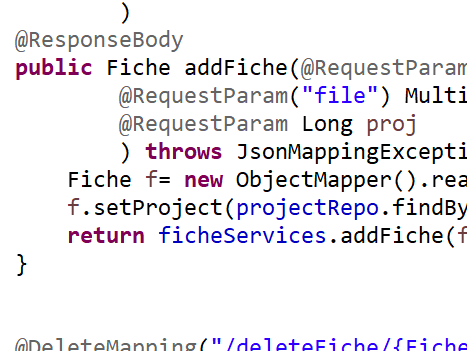 )
@ResponseBody
public Fiche addFiche(@RequestParam
@RequestParam("file") Multi
@RequestParam Long proj
) throws JsonMappingExcepti
Fiche f= new ObjectMapper().rea
f.setProject(projectRepo.findBy
return ficheServices.addFiche(f
}
@DeleteMapping("/deleteFiche/{Fiche